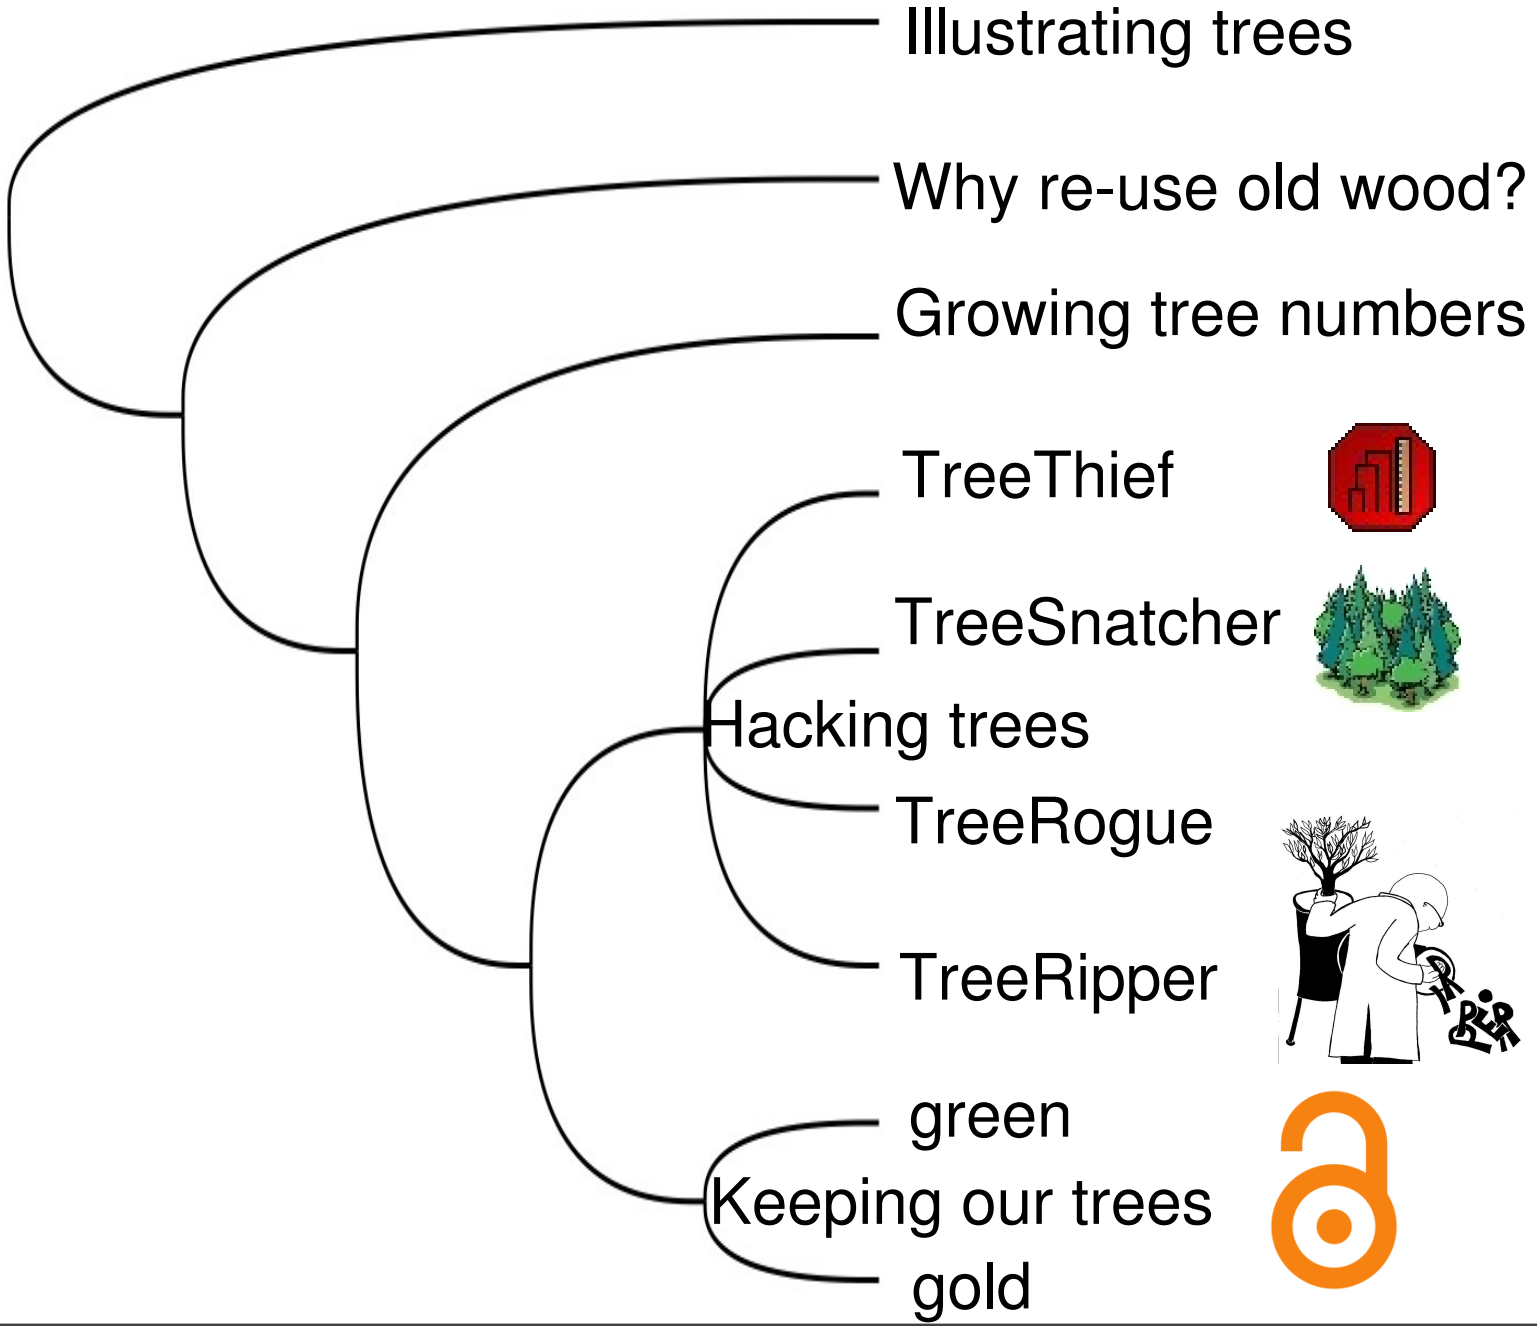 Illustrating trees
Why re-use old wood?
Growing tree numbers
TreeThief
TreeSnatcher
Hacking trees
TreeRogue
TreeRipper
green
Keeping our trees
gold